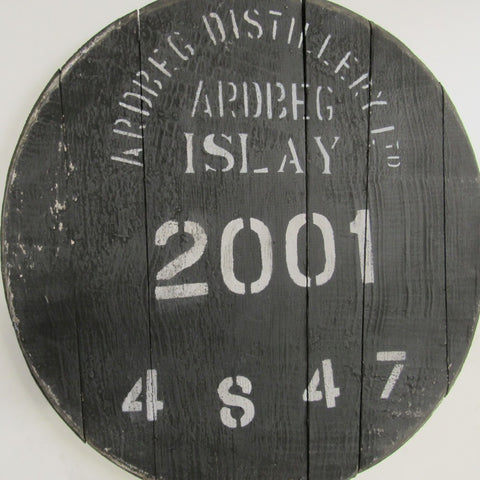 ARDBEG DISTILLERY LTD
ARDBEG
ISLAY
2001
4 S 4 7